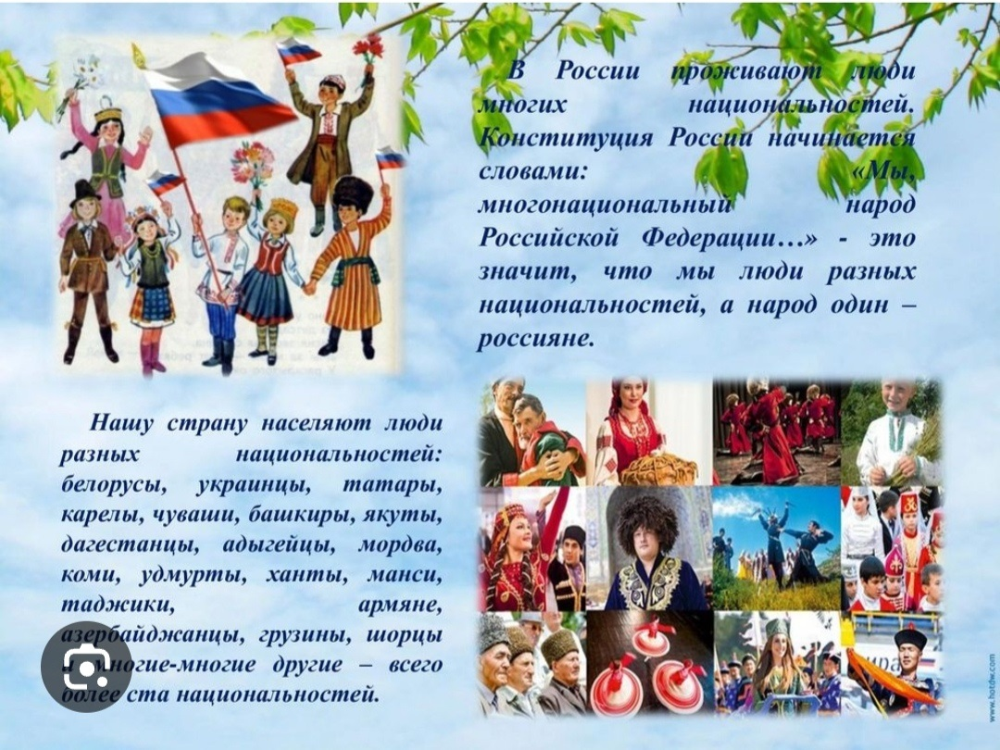 В России проживают люди
многих национальностей.
Конституция России начинается
словами: «Мы,
многонациональный народ
Российской Федерации…» - это
значит, что мы люди разных
национальностей, а народ один –
россияне.
Нашу страну населяют люди
разных национальностей:
белорусы, украинцы, татары,
карелы, чуваши, башкиры, якуты,
дагестанцы, адыгейцы, мордва,
коми, удмурты, ханты, манси,
таджики, армяне,
азербайджанцы, грузины, шорцы
и многие-многие другие – всего
более ста национальностей.
www.hotdw.com